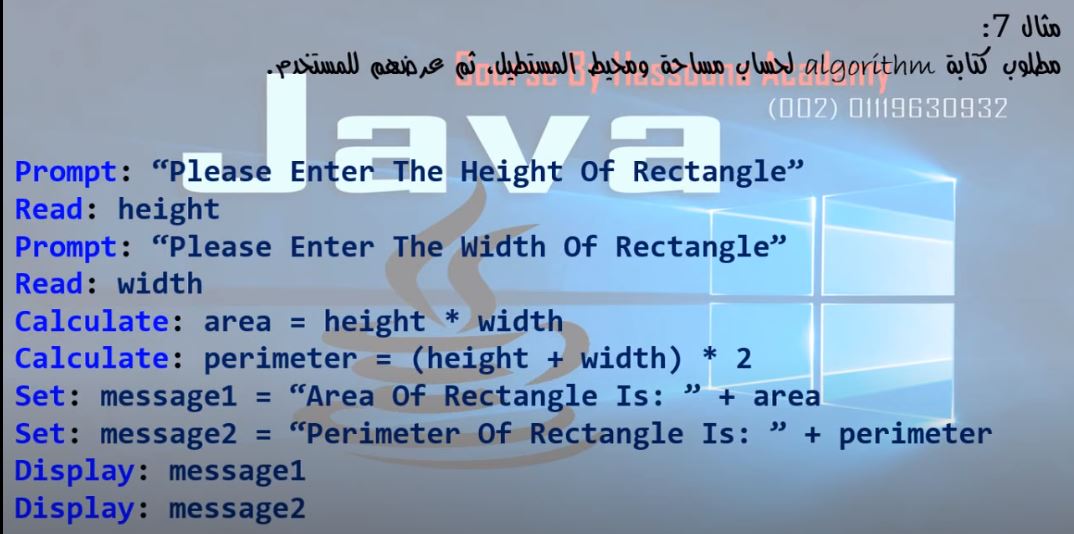 مثال 7:
مطلوب كتابة algorithm لحساب مساحة ومحيط المستطيل، ثم عرضهم للمستخدم.
Course By Hassouna Academy
(002) 01119630932
Java
Prompt: “Please Enter The Height Of Rectangle”
Read: height
Prompt: “Please Enter The Width Of Rectangle”
Read: width
Calculate: area = height * width
Calculate: perimeter = (height + width) * 2
Set: message1 = “Area Of Rectangle Is: ” + area
Set: message2 = “Perimeter Of Rectangle Is: ” + perimeter
Display: message1
Display: message2